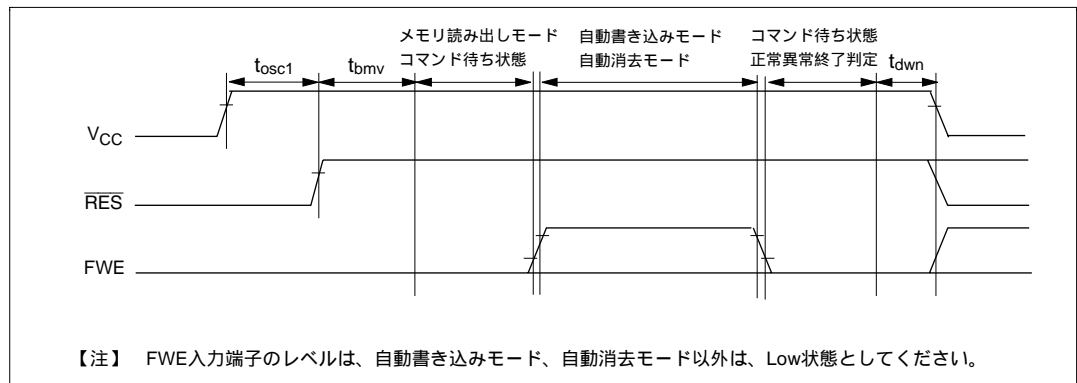 メモリ読み出しモード
コマンド待ち状態
自動書き込みモード
自動消去モード
コマンド待ち状態
正常異常終了判定
tosc1
tbmv
tdwn
VCC
RES
FWE
【注】 FWE入力端子のレベルは、自動書き込みモード、自動消去モード以外は、Low状態としてください。